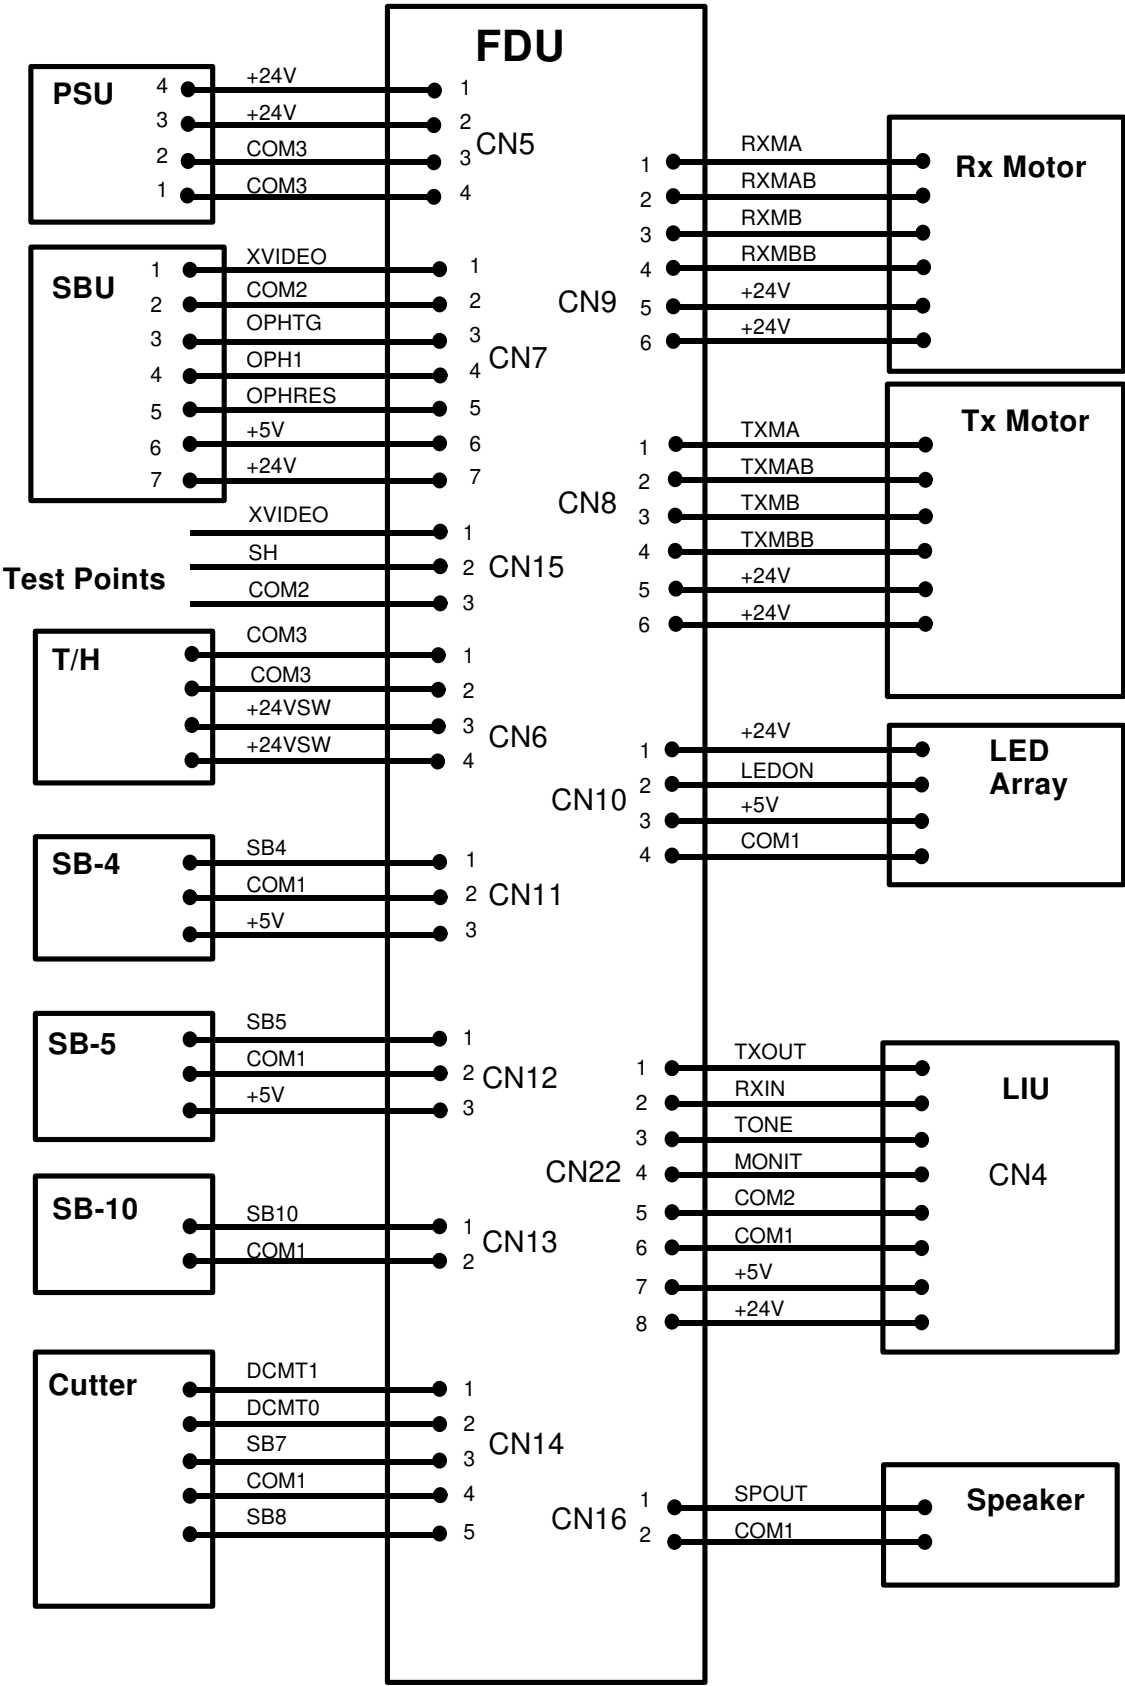 FDU
PSU
4 +24V 1
3 +24V 2
2 COM3 3
1 COM3 4
CN5
SBU
1 XVIDEO 1
2 COM2 2
3 OPHTG 3
4 OPH1 4
5 OPHRES 5
6 +5V 6
7 +24V 7
CN7
Test Points
XVIDEO 1
SH 2
COM2 3
CN15
T/H
COM3 1
COM3 2
+24VSW 3
+24VSW 4
CN6
SB-4
SB4 1
COM1 2
+5V 3
CN11
SB-5
SB5 1
COM1 2
+5V 3
CN12
SB-10
SB10 1
COM1 2
CN13
Cutter
DCMT1 1
DCMT0 2
SB7 3
COM1 4
SB8 5
CN14
Rx Motor
1 RXMA
2 RXMAB
3 RXMB
4 RXMBB
5 +24V
6 +24V
CN9
Tx Motor
1 TXMA
2 TXMAB
3 TXMB
4 TXMBB
5 +24V
6 +24V
CN8
LED
Array
1 +24V
2 LEDON
3 +5V
4 COM1
CN10
LIU
CN4
1 TXOUT
2 RXIN
3 TONE
4 MONIT
5 COM2
6 COM1
7 +5V
8 +24V
CN22
Speaker
1 SPOUT
2 COM1
CN16